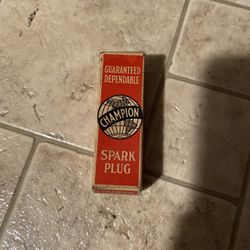 GUARANTEED
DEPENDABLE
CHAMPION
SPARK
PLUG